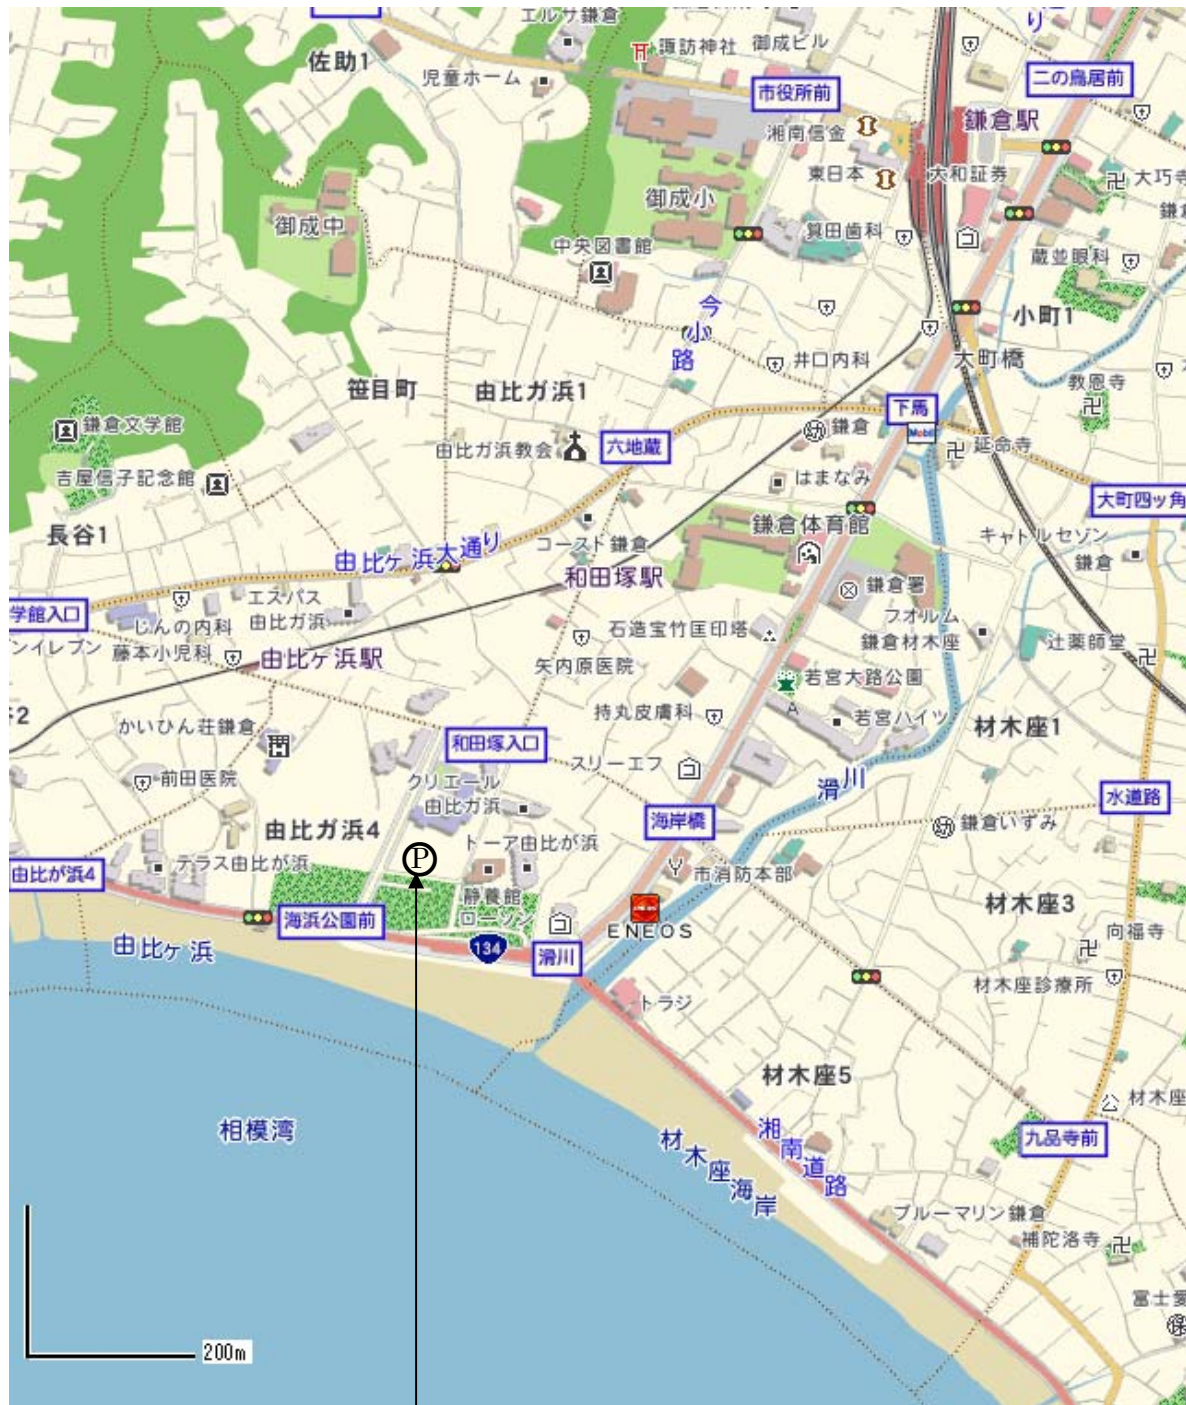 エルサ鎌倉
り
佐助1
諏訪神社
御成ビル
児童ホーム
市役所前
二の鳥居前
湘南信金
鎌倉駅
東日本
大和証券
大巧寺
御成小
鎌
御成中
中央図書館
筧田歯科
蔵並眼科
今小路
小町1
井口内科
大町橋
笹目町
由比ガ浜1
教恩寺
下馬
Mobil
鎌倉文学館
由比ガ浜教会
六地蔵
鎌倉
延命寺
吉屋信子記念館
はまなみ
大町四ッ角
長谷1
鎌倉体育館
由比ヶ浜大通り
コースト鎌倉
キャトルセゾン
鎌倉
和田塚駅
鎌倉署
学館入口
エスパス
由比ガ浜
じんの内科
石造宝竹匡印塔
フオルム
鎌倉材木座
ンイレブン
藤本小児科
由比ヶ浜駅
矢内原医院
辻薬師堂
若宮大路公園
2
持丸皮膚科
若宮ハイツ
材木座1
かいひん荘鎌倉
和田塚入口
スリーエフ
前田医院
クリエール
由比ガ浜
滑川
水道路
由比ガ浜4
海岸橋
鎌倉いずみ
トーア由比が浜
P
由比が浜4
テラス由比が浜
市消防本部
静養館
ローソン
材木座3
海浜公園前
ENEOS
向福寺
由比ヶ浜
134
滑川
材木座診療所
トラジ
材木座5
材木座
相模湾
湘南道路
九品寺前
材木座海岸
ブルーマリン鎌倉
補陀洛寺
富士愛
200m